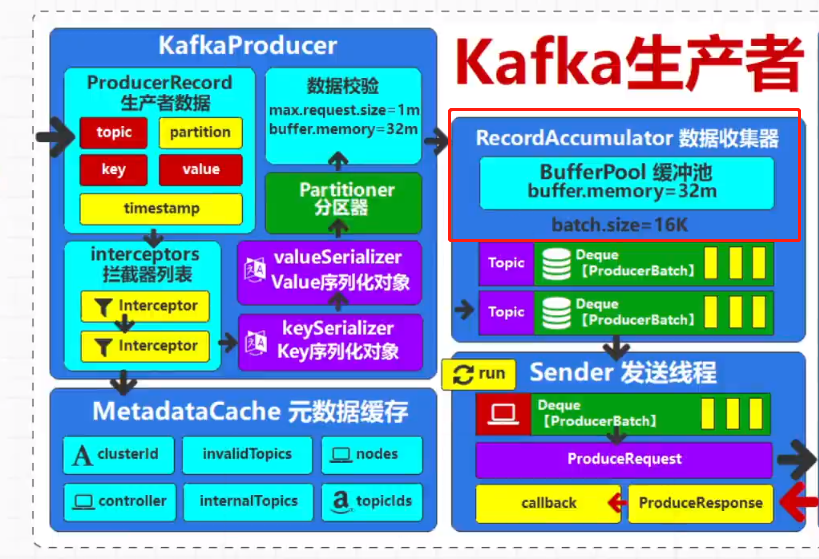 Kafka生产者
KafkaProducer
ProducerRecord
生产者数据
topic
partition
key
value
timestamp
interceptors
拦截器列表
Interceptor
Interceptor
数据校验
max.request.size=1m
buffer.memory=32m
Partitioner
分区器
valueSerializer
Value序列化对象
keySerializer
Key序列化对象
MetadataCache 元数据缓存
clusterId
invalidTopics
nodes
controller
internalTopics
topicIds
RecordAccumulator 数据收集器
BufferPool 缓冲池
buffer.memory=32m
batch.size=16K
Topic
Deque
【ProducerBatch】
Topic
Deque
【ProducerBatch】
run
Sender 发送线程
Deque
【ProducerBatch】
ProduceRequest
callback
ProduceResponse